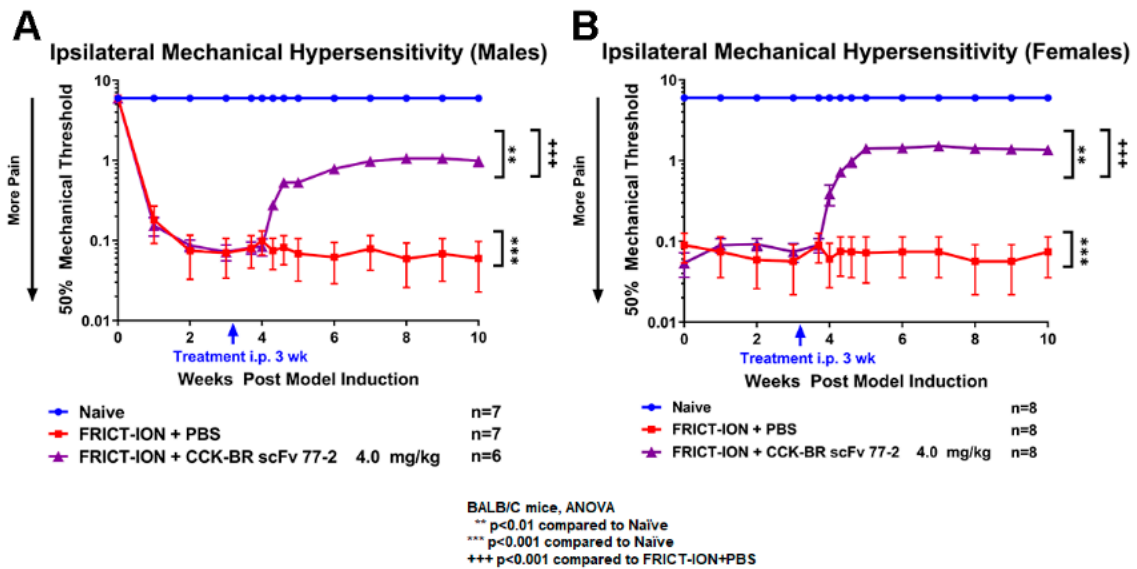 A
Ipsilateral Mechanical Hypersensitivity (Males)
More Pain
50% Mechanical Threshold
10
1
0.1
0.01
0 2 4 6 8 10
Treatment i.p. 3 wk
Weeks Post Model Induction
**
+++
***
Naive n=7
FRICT-ION + PBS n=7
FRICT-ION + CCK-BR scFv 77-2 4.0 mg/kg n=6
B
Ipsilateral Mechanical Hypersensitivity (Females)
More Pain
50% Mechanical Threshold
10
1
0.1
0.01
0 2 4 6 8 10
Treatment i.p. 3 wk
Weeks Post Model Induction
**
+++
***
Naive n=8
FRICT-ION + PBS n=8
FRICT-ION + CCK-BR scFv 77-2 4.0 mg/kg n=8
BALB/C mice, ANOVA
** p<0.01 compared to Naïve
*** p<0.001 compared to Naïve
+++ p<0.001 compared to FRICT-ION+PBS